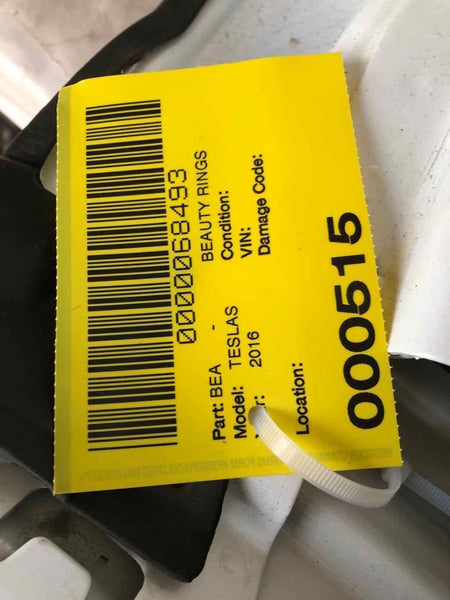 0000068493
Part: BEA - BEAUTY RINGS
Model: TESLAS Condition:
r: 2016 VIN:
Damage Code:
Location:
000515